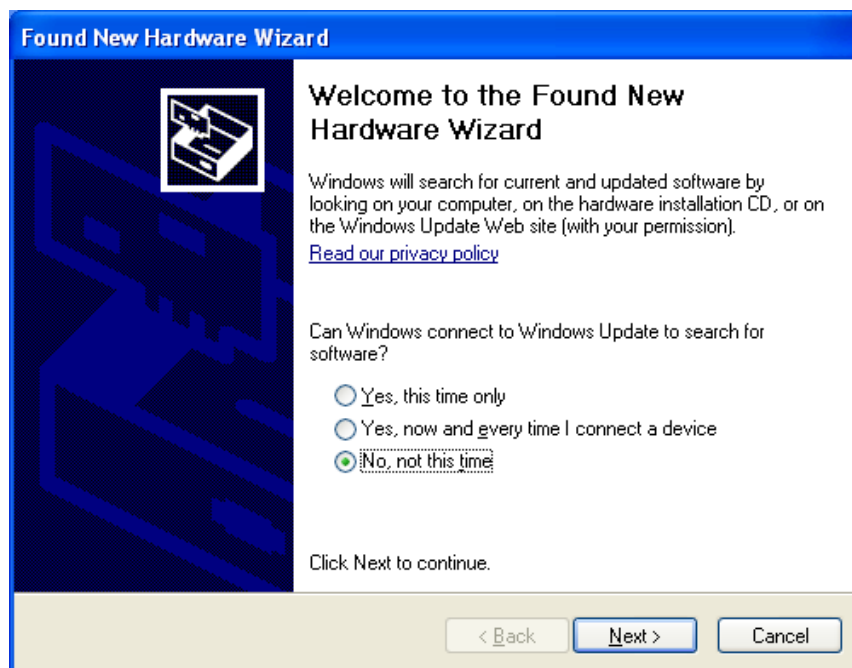 Found New Hardware Wizard
Welcome to the Found New
Hardware Wizard
Windows will search for current and updated software by
looking on your computer, on the hardware installation CD, or on
the Windows Update Web site (with your permission).
Read our privacy policy
Can Windows connect to Windows Update to search for
software?
Yes, this time only
Yes, now and every time I connect a device
No, not this time
Click Next to continue.
< Back Next > Cancel